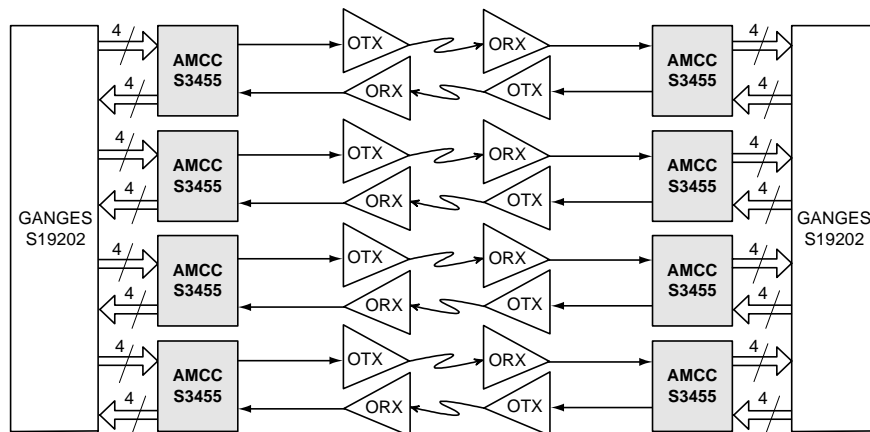 4 AMCC S3455 OTX ORX AMCC S3455 4
4 ORX OTX 4
4 AMCC S3455 OTX ORX AMCC S3455 4
4 ORX OTX 4
GANGES S19202 GANGES S19202
4 AMCC S3455 OTX ORX AMCC S3455 4
4 ORX OTX 4
4 AMCC S3455 OTX ORX AMCC S3455 4
4 ORX OTX 4